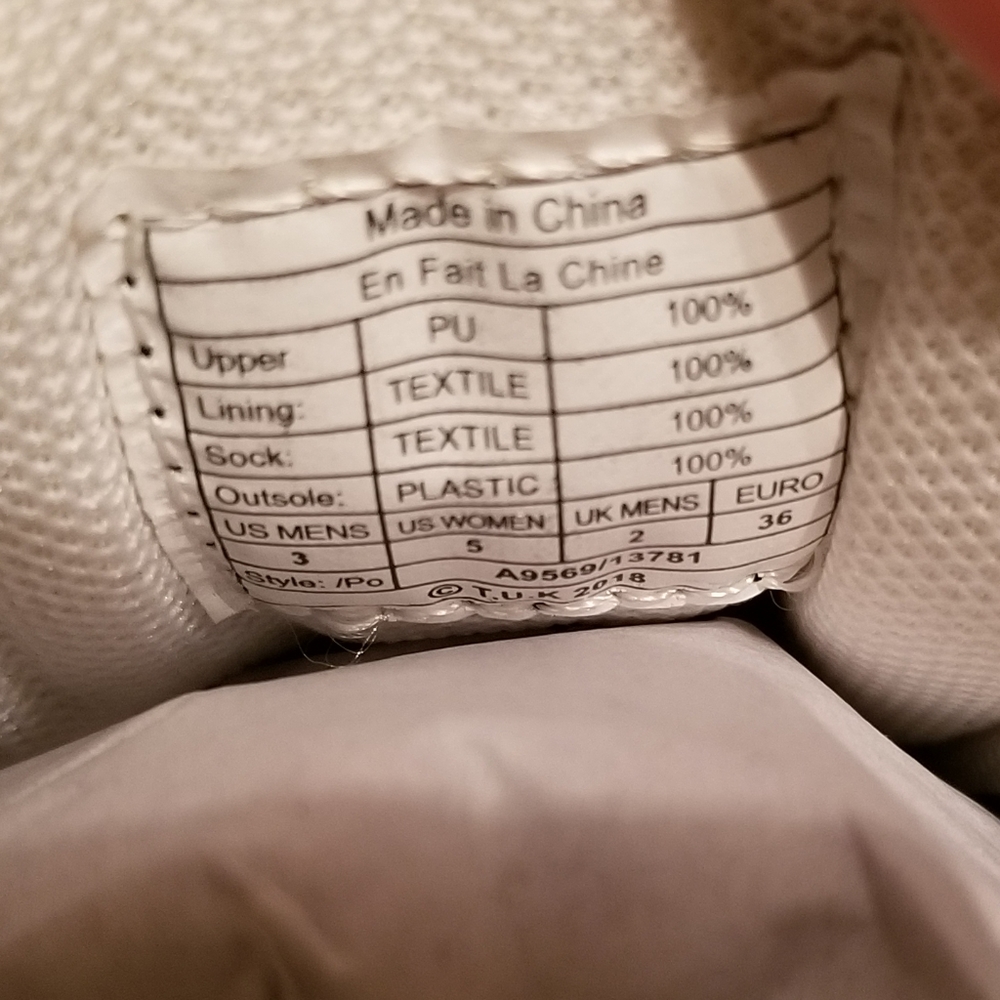 Made in China
En Fait La Chine
Upper PU 100%
Lining: TEXTILE 100%
Sock: TEXTILE 100%
Outsole: PLASTIC 100%
US MENS US WOMEN UK MENS EURO
3 5 2 36
Style: /Po A9569/13781
© T.U.K 2018